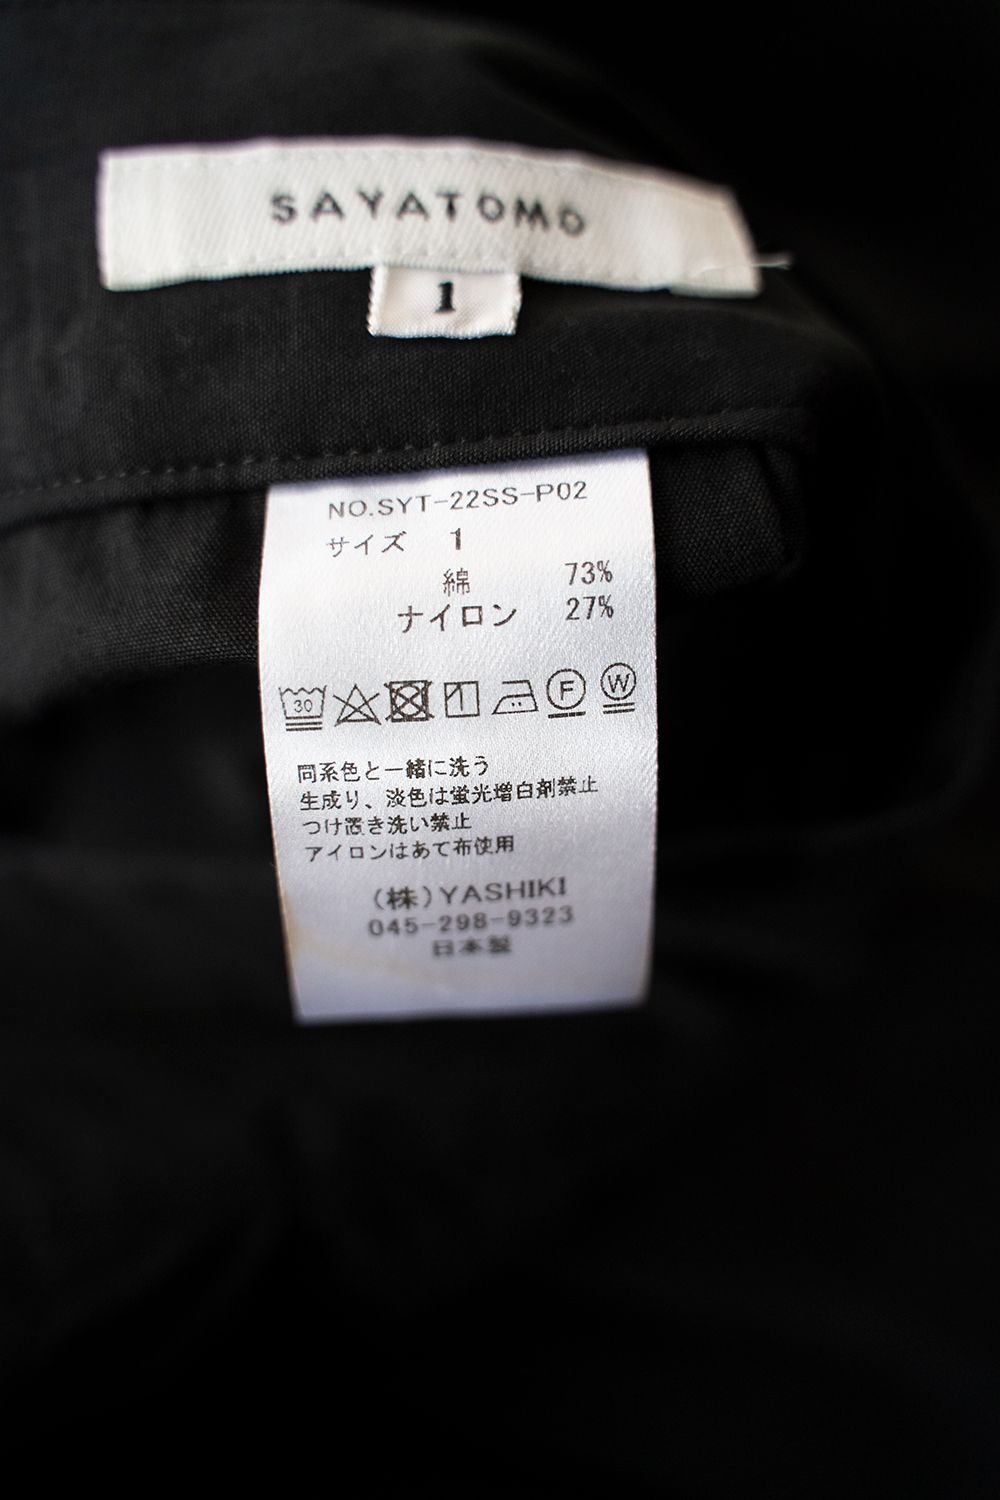 SAYATOMO
1
NO.SYT-22SS-P02
サイズ 1
綿 73%
ナイロン 27%
30 F W
同系色と一緒に洗う
生成り、淡色は蛍光増白剤禁止
つけ置き洗い禁止
アイロンはあて布使用
(株)YASHIKI
045-298-9323
日本製